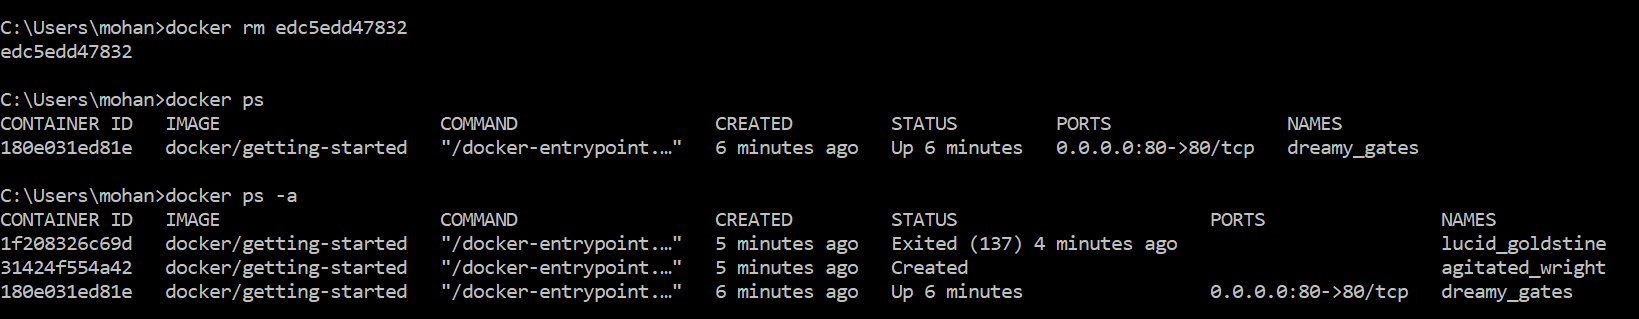 C:\Users\mohan>docker rm edc5edd47832
edc5edd47832
C:\Users\mohan>docker ps
CONTAINER ID   IMAGE                    COMMAND                  CREATED         STATUS         PORTS                NAMES
180e031ed81e   docker/getting-started   "/docker-entrypoint.…"   6 minutes ago   Up 6 minutes   0.0.0.0:80->80/tcp   dreamy_gates
C:\Users\mohan>docker ps -a
CONTAINER ID   IMAGE                    COMMAND                  CREATED         STATUS                       PORTS                NAMES
1f208326c69d   docker/getting-started   "/docker-entrypoint.…"   5 minutes ago   Exited (137) 4 minutes ago                        lucid_goldstine
31424f554a42   docker/getting-started   "/docker-entrypoint.…"   5 minutes ago   Created                                           agitated_wright
180e031ed81e   docker/getting-started   "/docker-entrypoint.…"   6 minutes ago   Up 6 minutes                 0.0.0.0:80->80/tcp   dreamy_gates